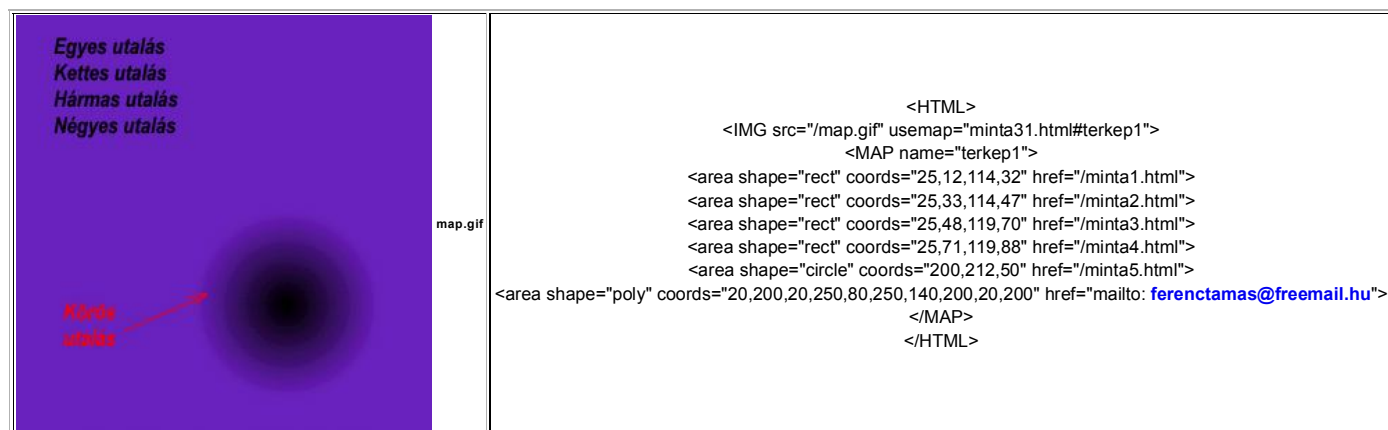 Egyes utalás
Kettes utalás
Hármas utalás
Négyes utalás
Körös
utalás
map.gif
<HTML>
<IMG src="/map.gif" usemap="minta31.html#terkep1">
<MAP name="terkep1">
<area shape="rect" coords="25,12,114,32" href="/minta1.html">
<area shape="rect" coords="25,33,114,47" href="/minta2.html">
<area shape="rect" coords="25,48,119,70" href="/minta3.html">
<area shape="rect" coords="25,71,119,88" href="/minta4.html">
<area shape="circle" coords="200,212,50" href="/minta5.html">
<area shape="poly" coords="20,200,20,250,80,250,140,200,20,200" href="mailto: ferenctamas@freemail.hu">
</MAP>
</HTML>